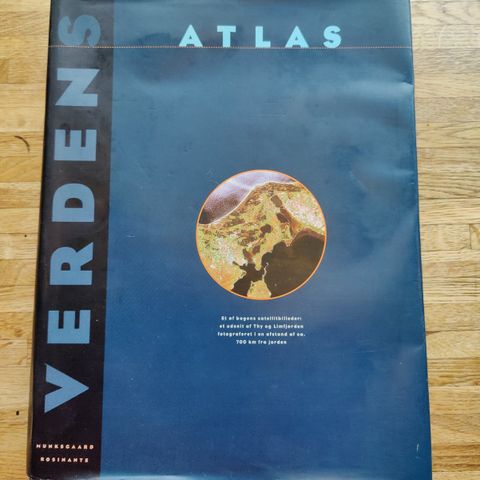 VERDENS
ATLAS
Et af bogens satellitbilleder:
et udsnit af Thy og Limfjorden
fotograferet i en afstand af ca.
700 km fra jorden
MUNKSGAARD
ROSINANTE